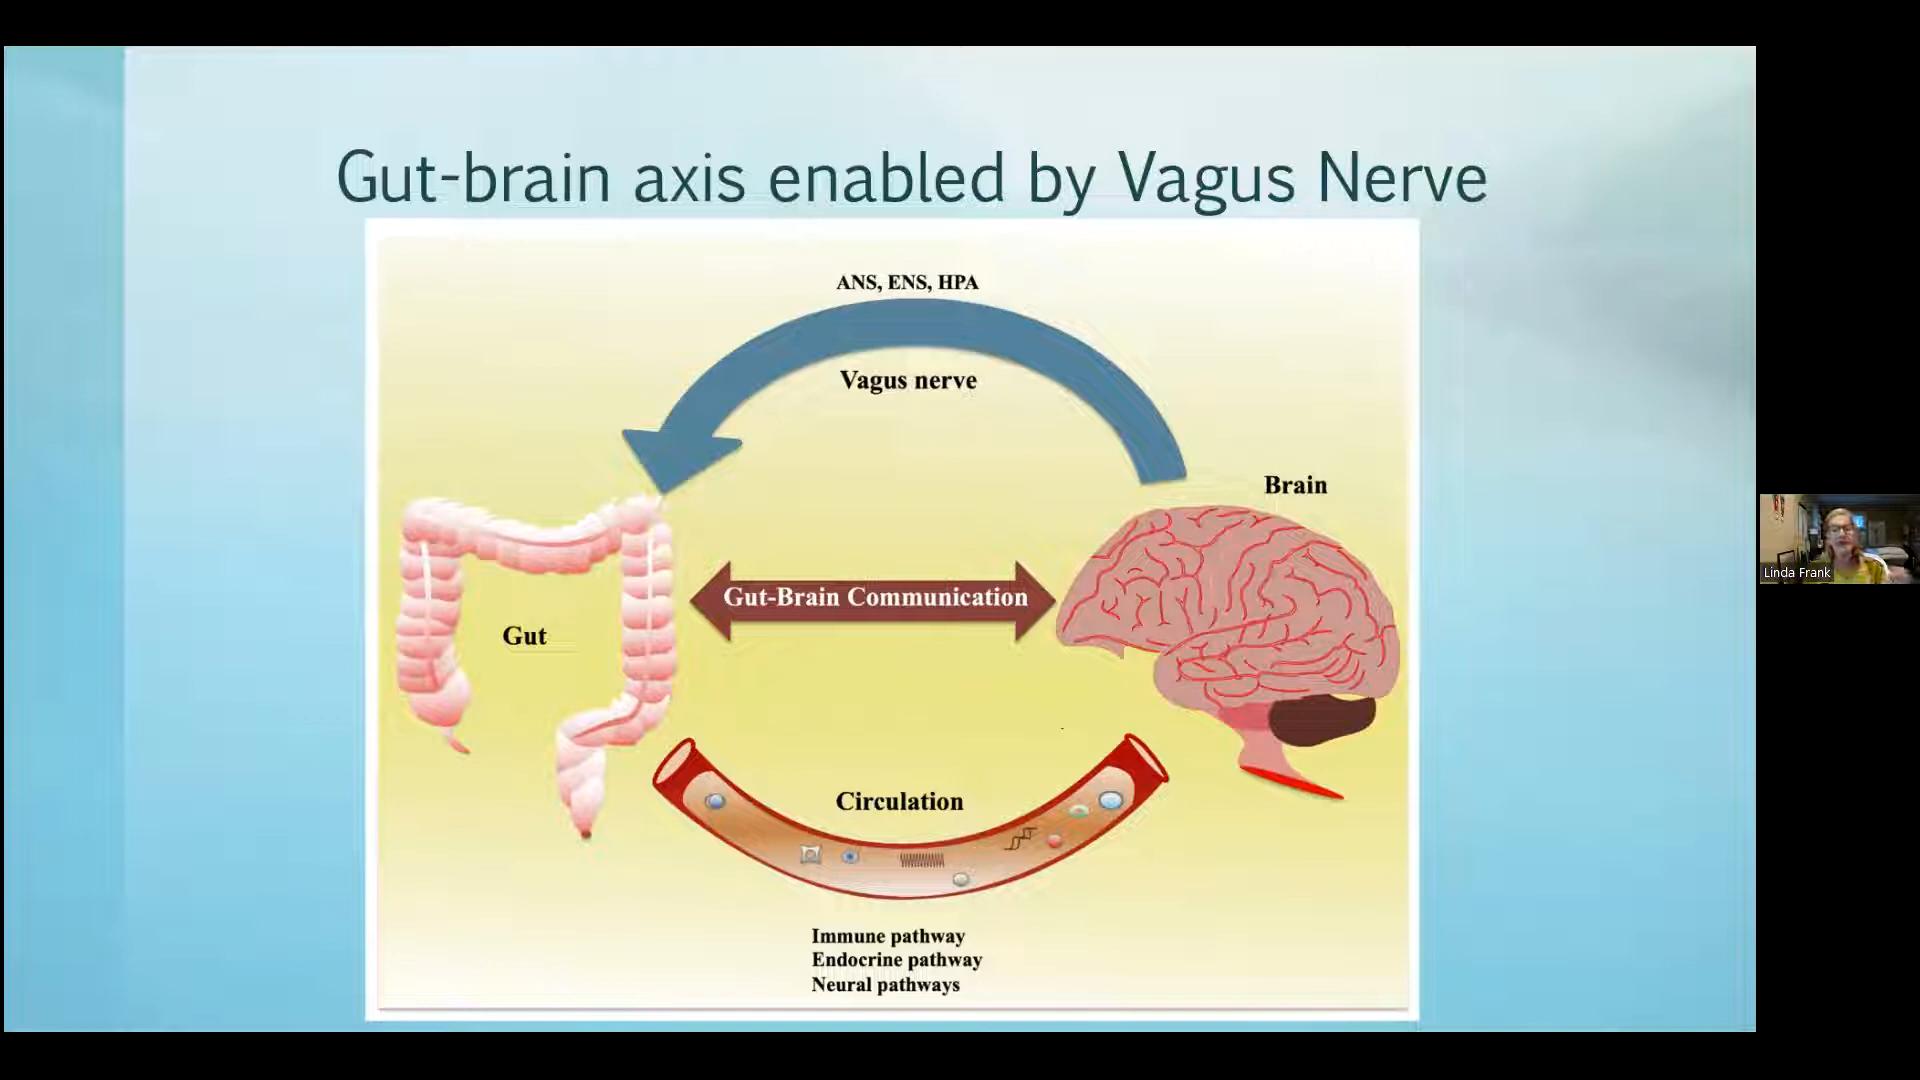 Gut-brain axis enabled by Vagus Nerve
ANS, ENS, HPA
Vagus nerve
Brain
Gut-Brain Communication
Gut
Circulation
Immune pathway
Endocrine pathway
Neural pathways
Linda Frank